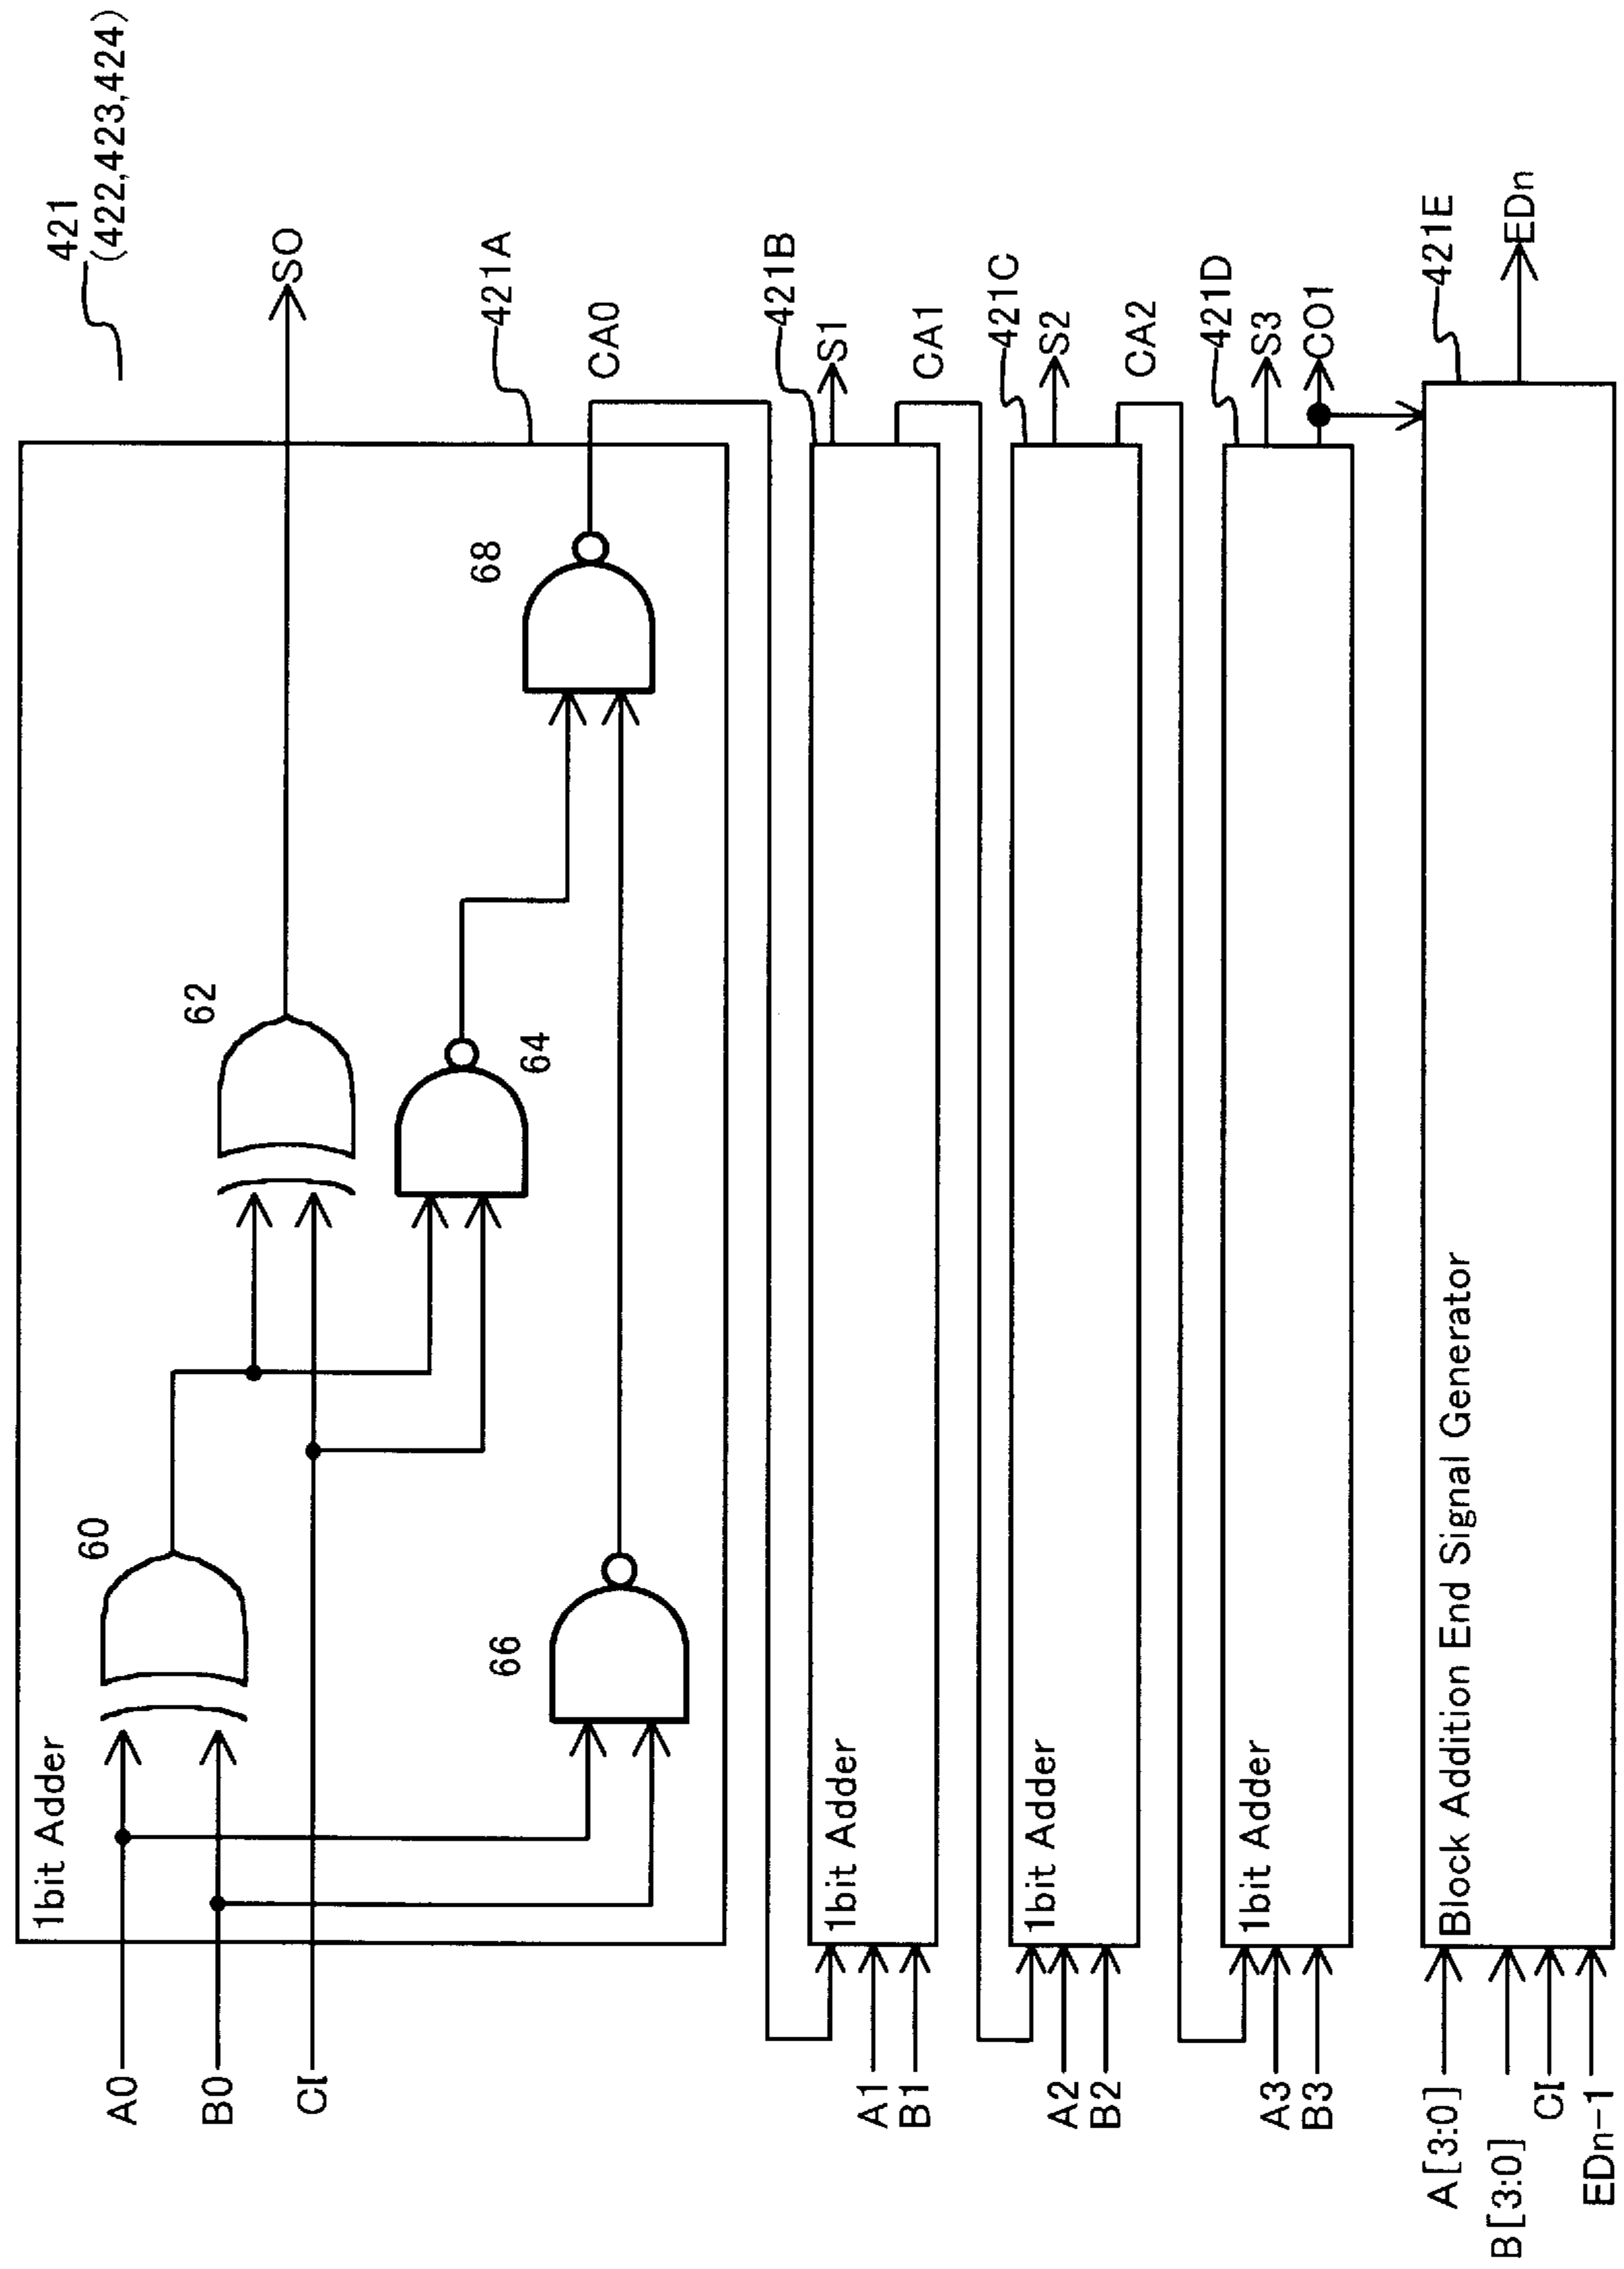 421
(422,423,424)
1bit Adder
A0
B0
CI
60
62
64
66
68
SO
421A
CA0
1bit Adder
A1
B1
421B
S1
CA1
1bit Adder
A2
B2
421C
S2
CA2
1bit Adder
A3
B3
421D
S3
CO1
Block Addition End Signal Generator
A[3:0]
B[3:0]
CI
EDn-1
421E
EDn